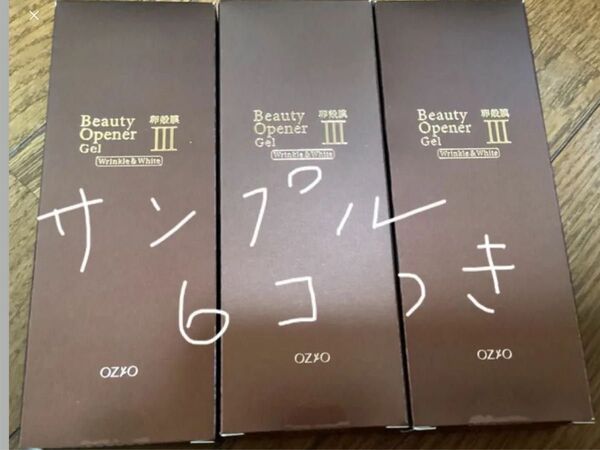 Beauty 卵殻膜
Opener III
Gel
Wrinkle & White
Beauty 卵殻膜
Opener III
Gel
Wrinkle & White
Beauty 卵殻膜
Opener III
Gel
Wrinkle & White
サンプル
6コつき
OZIO
OZIO
OZIO